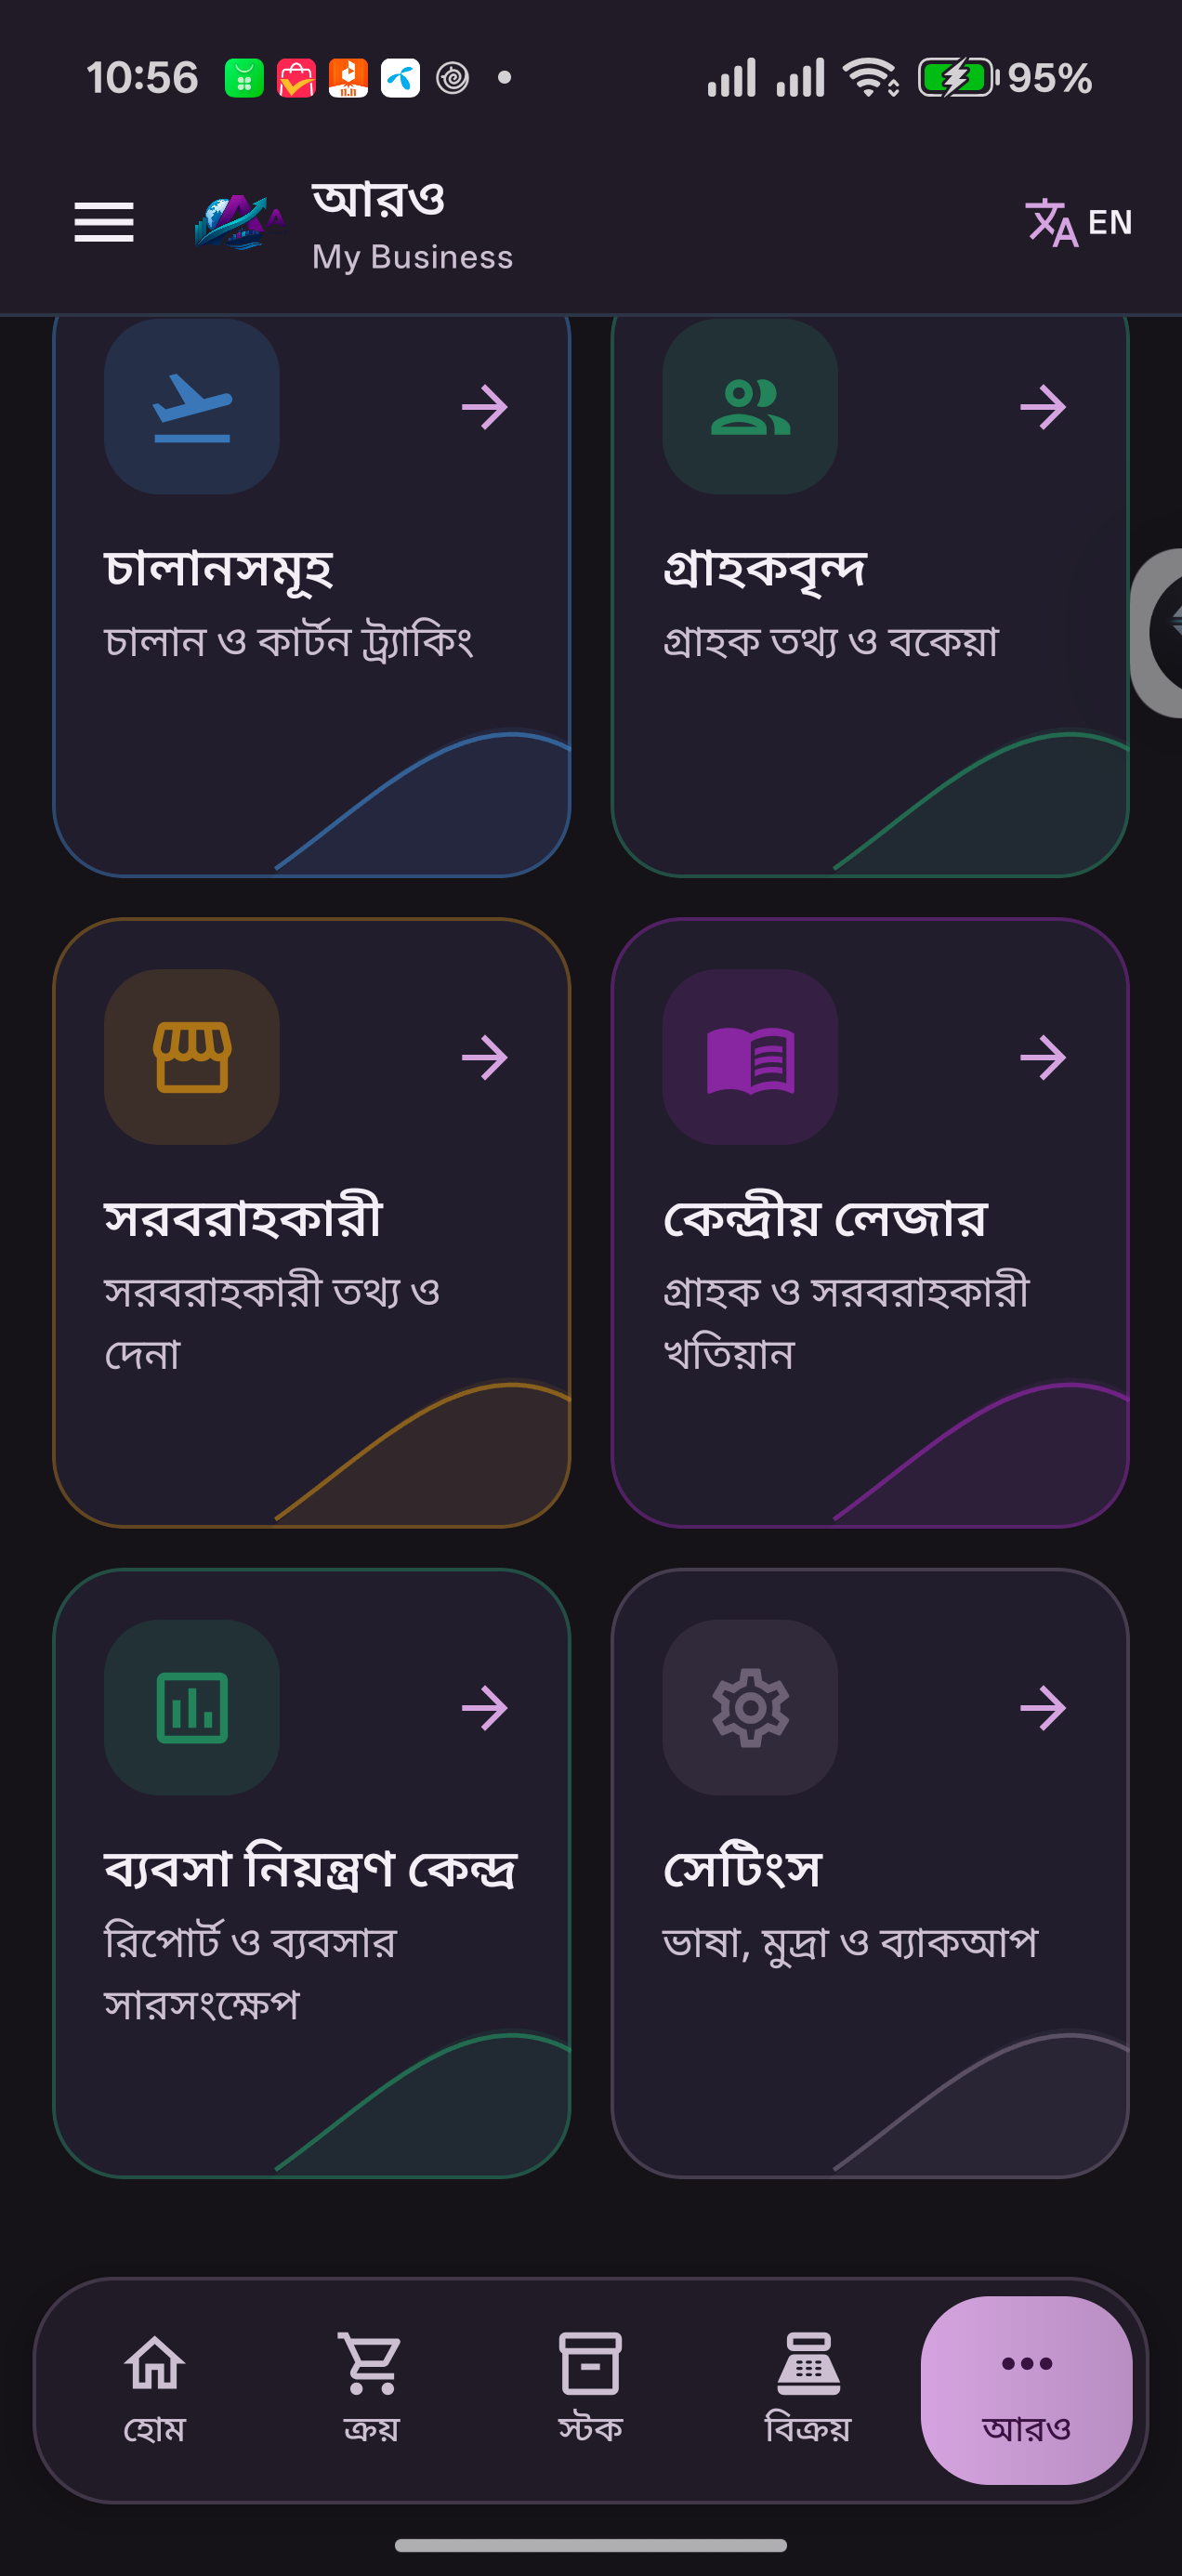 10:56
95%
আরও
My Business
EN
চালানসমূহ
চালান ও কার্টন ট্র্যাকিং
গ্রাহকবৃন্দ
গ্রাহক তথ্য ও বকেয়া
সরবরাহকারী
সরবরাহকারী তথ্য ও
দেনা
কেন্দ্রীয় লেজার
গ্রাহক ও সরবরাহকারী
খতিয়ান
ব্যবসা নিয়ন্ত্রণ কেন্দ্র
রিপোর্ট ও ব্যবসার
সারসংক্ষেপ
সেটিংস
ভাষা, মুদ্রা ও ব্যাকআপ
হোম
ক্রয়
স্টক
বিক্রয়
আরও